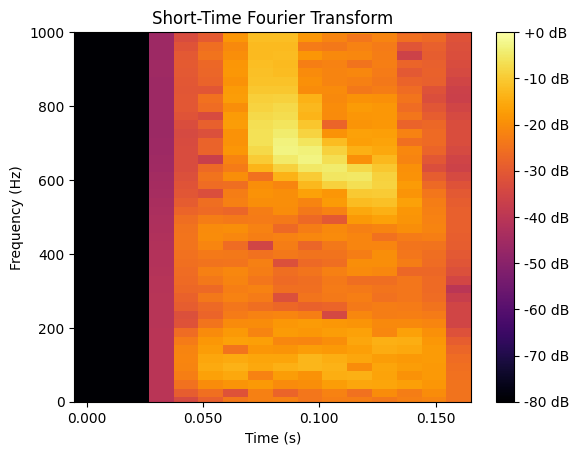 Short-Time Fourier Transform
1000
800
600
400
200
0
Frequency (Hz)
0.000
0.050
0.100
0.150
Time (s)
+0 dB
-10 dB
-20 dB
-30 dB
-40 dB
-50 dB
-60 dB
-70 dB
-80 dB